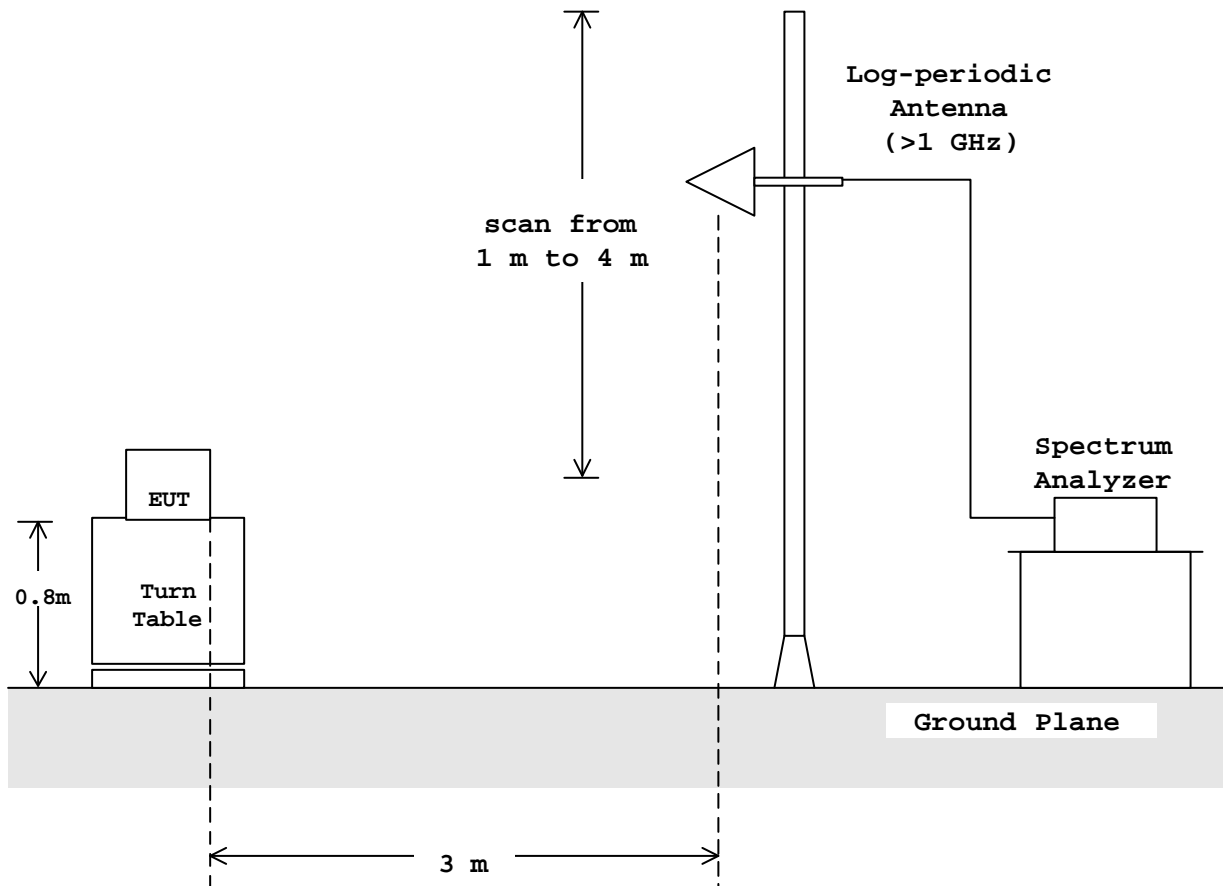 Log-periodic
Antenna
(>1 GHz)
scan from
1 m to 4 m
Spectrum
Analyzer
EUT
0.8m
Turn
Table
Ground Plane
3 m